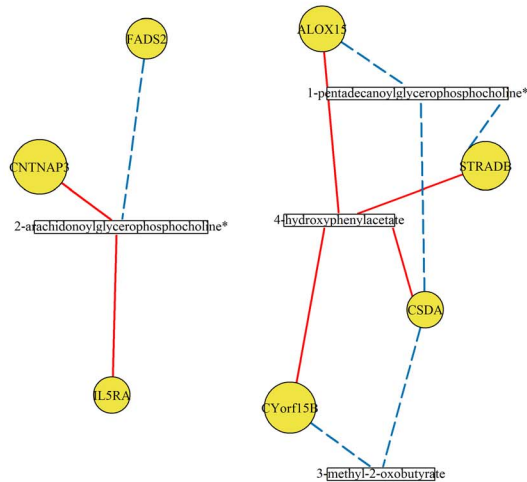 FADS2
ALOX15
1-pentadecanoylglycerophosphocholine*
CNTNAP3
STRADB
2-arachidonoylglycerophosphocholine*
4-hydroxyphenylacetate
CSDA
IL5RA
CYorf15B
3-methyl-2-oxobutyrate